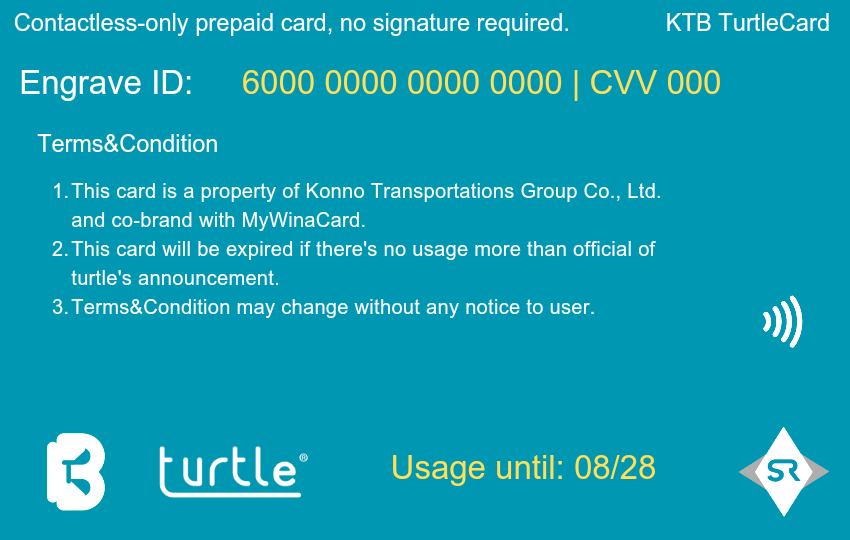 Contactless-only prepaid card, no signature required. KTB TurtleCard
Engrave ID: 6000 0000 0000 0000 | CVV 000
Terms&Condition
1. This card is a property of Konno Transportations Group Co., Ltd.
and co-brand with MyWinaCard.
2. This card will be expired if there's no usage more than official of
turtle's announcement.
3. Terms&Condition may change without any notice to user.
turtle®
Usage until: 08/28
SR